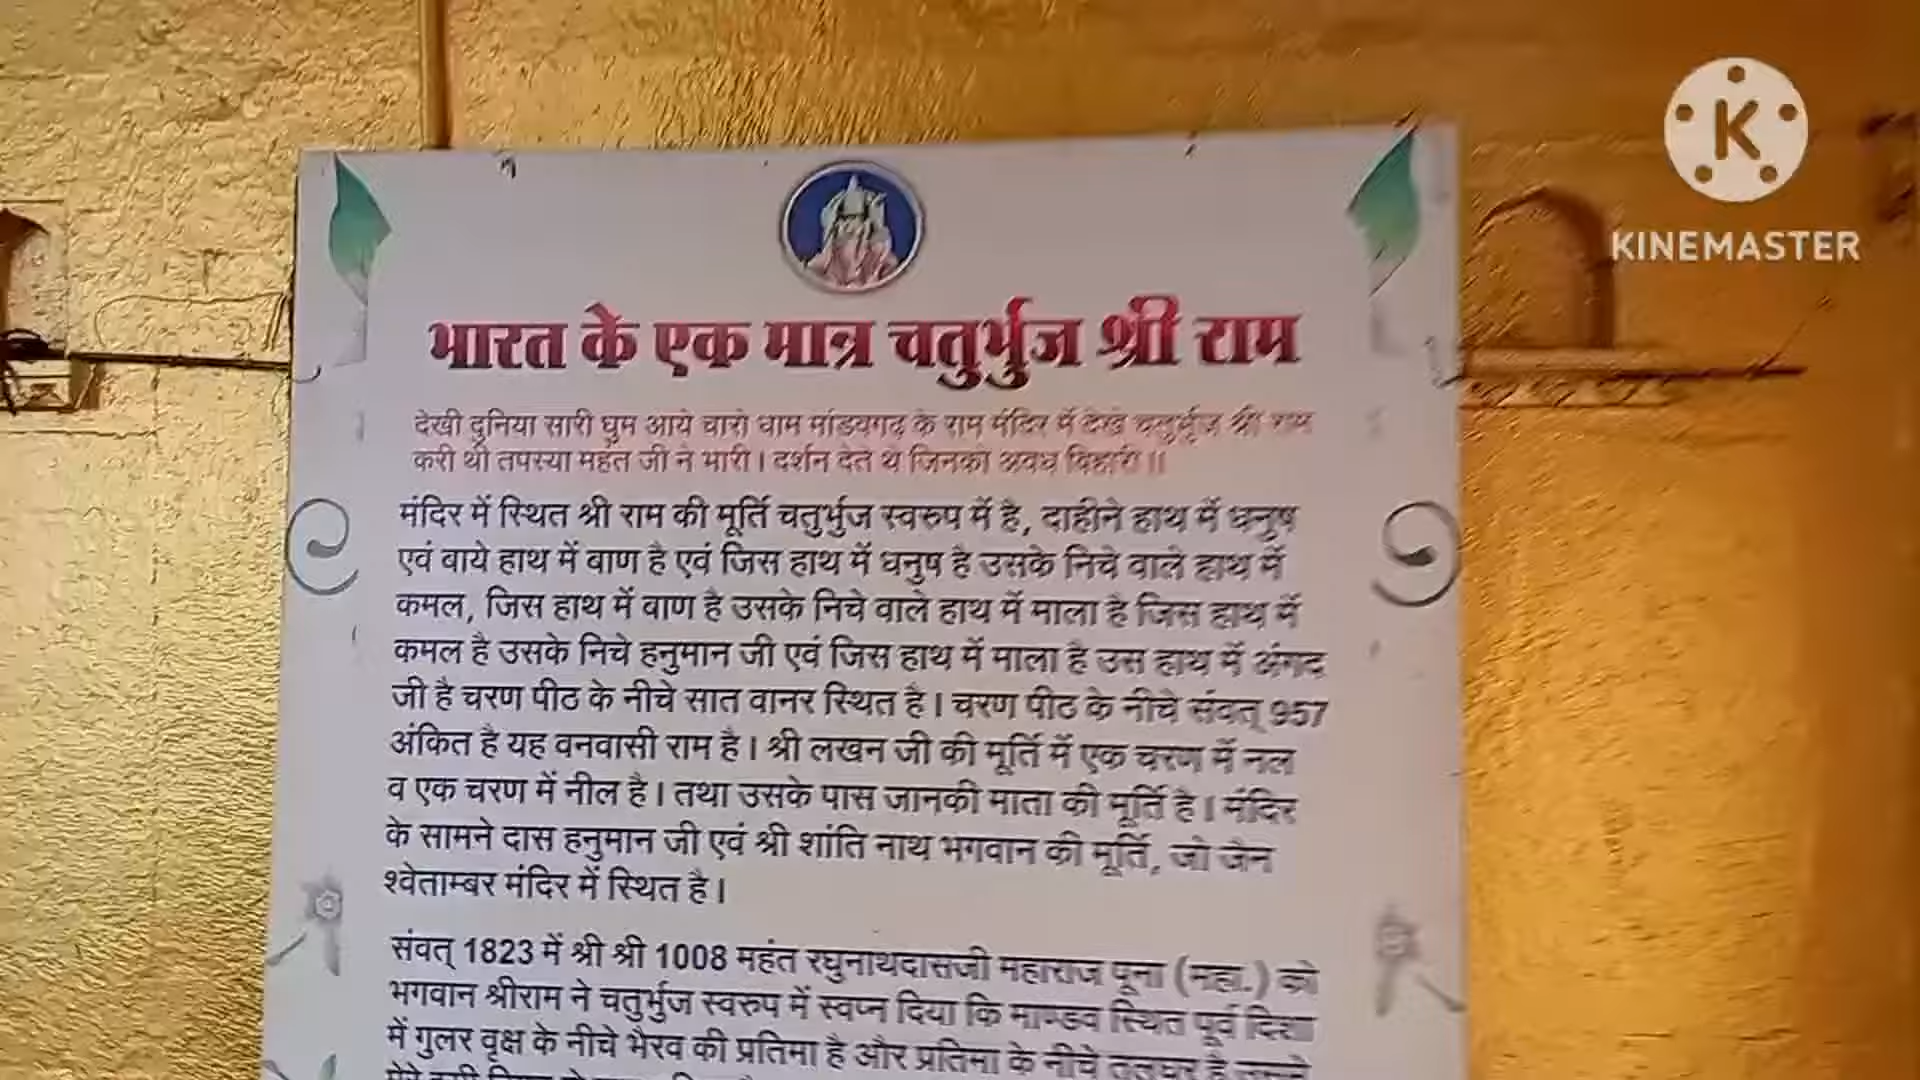 KINEMASTER
भारत के एक मात्र चतुर्भुज श्री राम
देखी दुनिया सारी घुम आये चारो धाम मांडवगढ़ के राम मंदिर में देखे चतुर्भुज श्री राम
करी थी तपस्या महंत जी ने भारी। दर्शन देते थे जिनको अवध विहारी॥
मंदिर में स्थित श्री राम की मूर्ति चतुर्भुज स्वरुप में है, दाहीने हाथ में धनुष
एवं वाये हाथ में बाण है एवं जिस हाथ में धनुष है उसके निचे वाले हाथ में
कमल, जिस हाथ में वाण है उसके निचे वाले हाथ में माला है जिस हाथ में
कमल है उसके निचे हनुमान जी एवं जिस हाथ में माला है उस हाथ में अंगद
जी है चरण पीठ के नीचे सात वानर स्थित है। चरण पीठ के नीचे संवत् 957
अंकित है यह वनवासी राम है। श्री लखन जी की मूर्ति में एक चरण में नल
व एक चरण में नील है। तथा उसके पास जानकी माता की मूर्ति है। मंदिर
के सामने दास हनुमान जी एवं श्री शांति नाथ भगवान की मूर्ति, जो जैन
श्वेताम्बर मंदिर में स्थित है।
संवत् 1823 में श्री श्री 1008 महंत रघुनाथदासजी महाराज पूना (महा.) को
भगवान श्रीराम ने चतुर्भुज स्वरुप में स्वप्न दिया कि माण्डव स्थित पूर्व दिशा
में गुलर वृक्ष के नीचे भैरव की प्रतिमा है और प्रतिमा के नीचे तलघर है